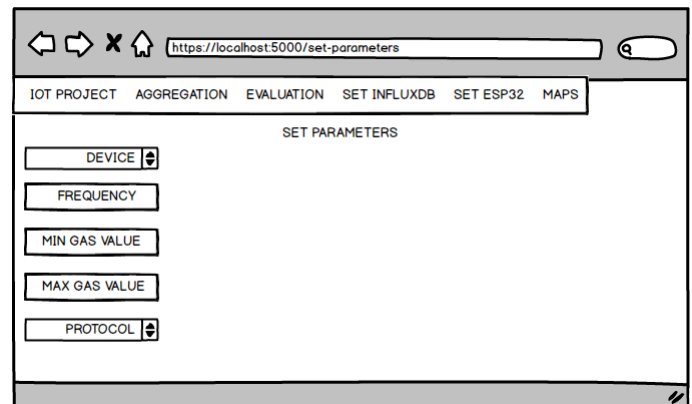 https://localhost:5000/set-parameters
IOT PROJECT AGGREGATION EVALUATION SET INFLUXDB SET ESP32 MAPS
SET PARAMETERS
DEVICE
FREQUENCY
MIN GAS VALUE
MAX GAS VALUE
PROTOCOL